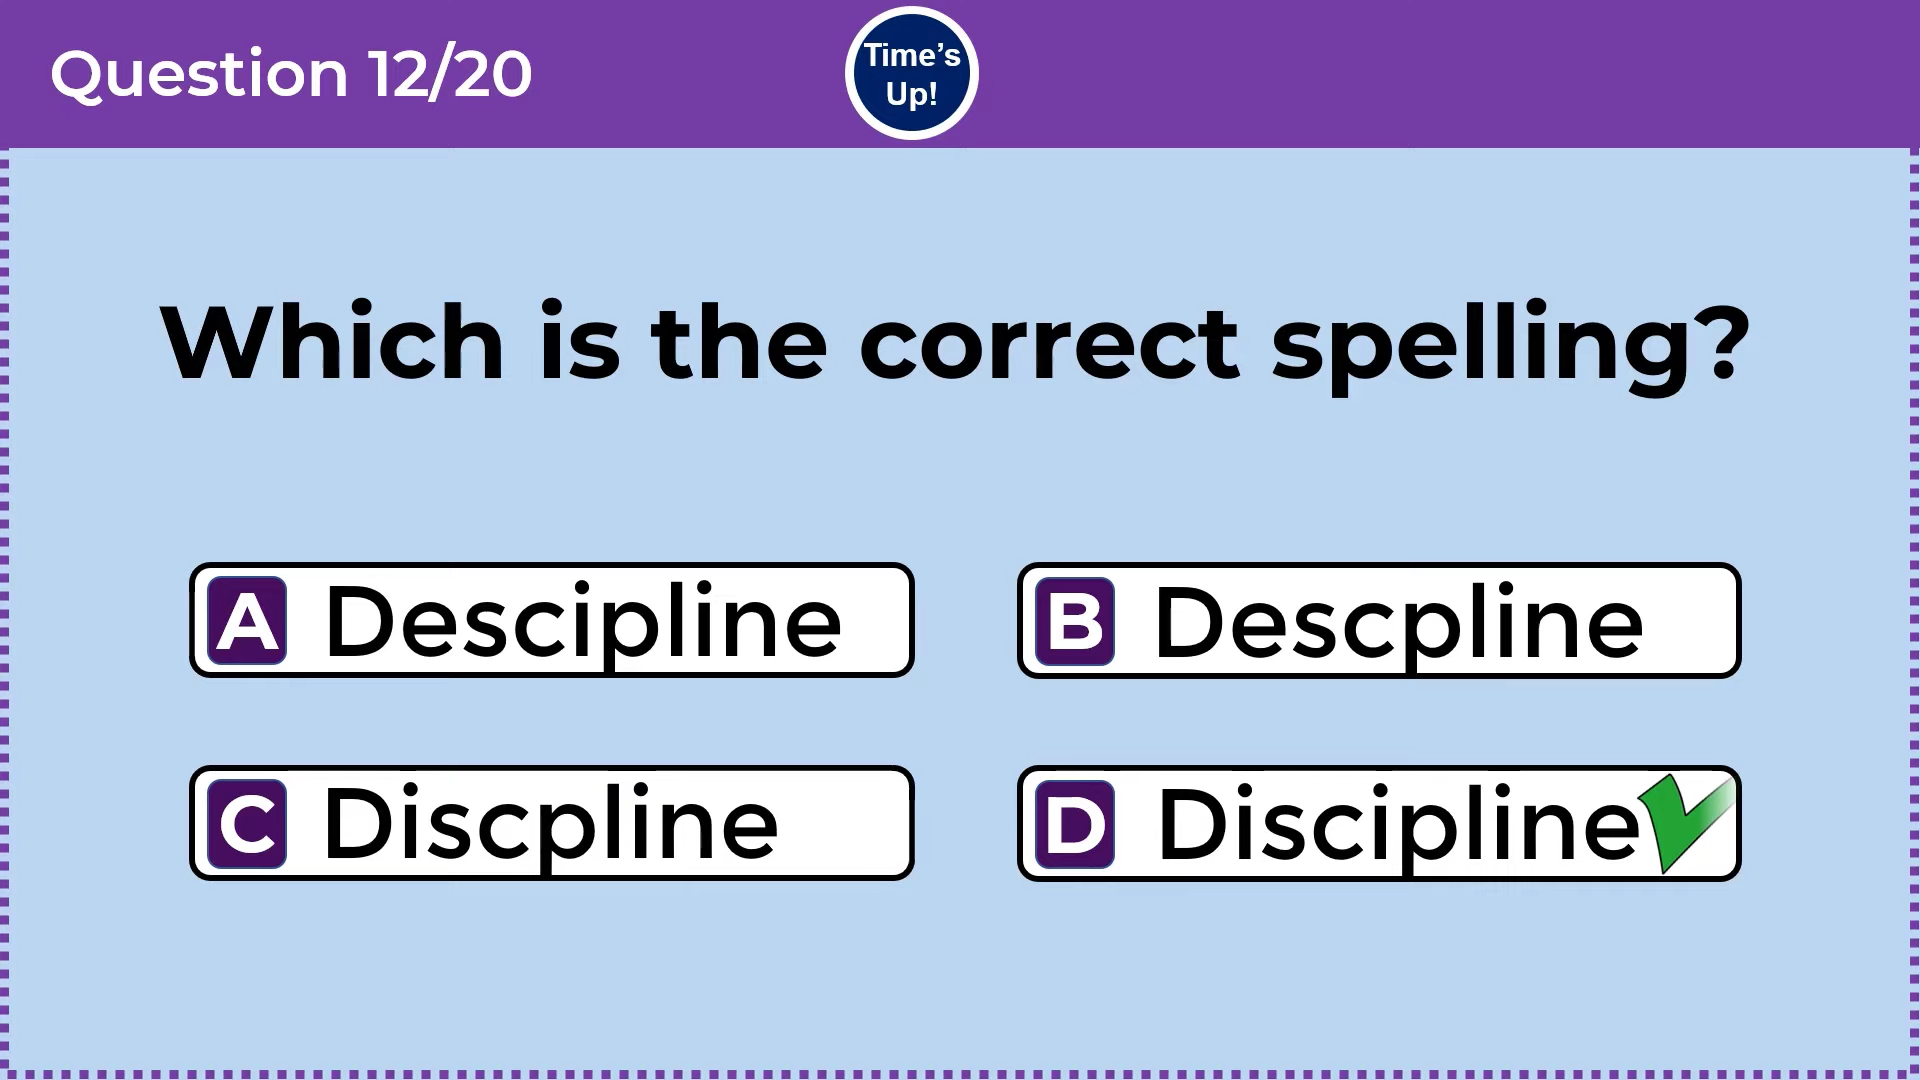 Question 12/20
Time's
Up!
Which is the correct spelling?
A Descipline
B Descpline
C Discpline
D Discipline